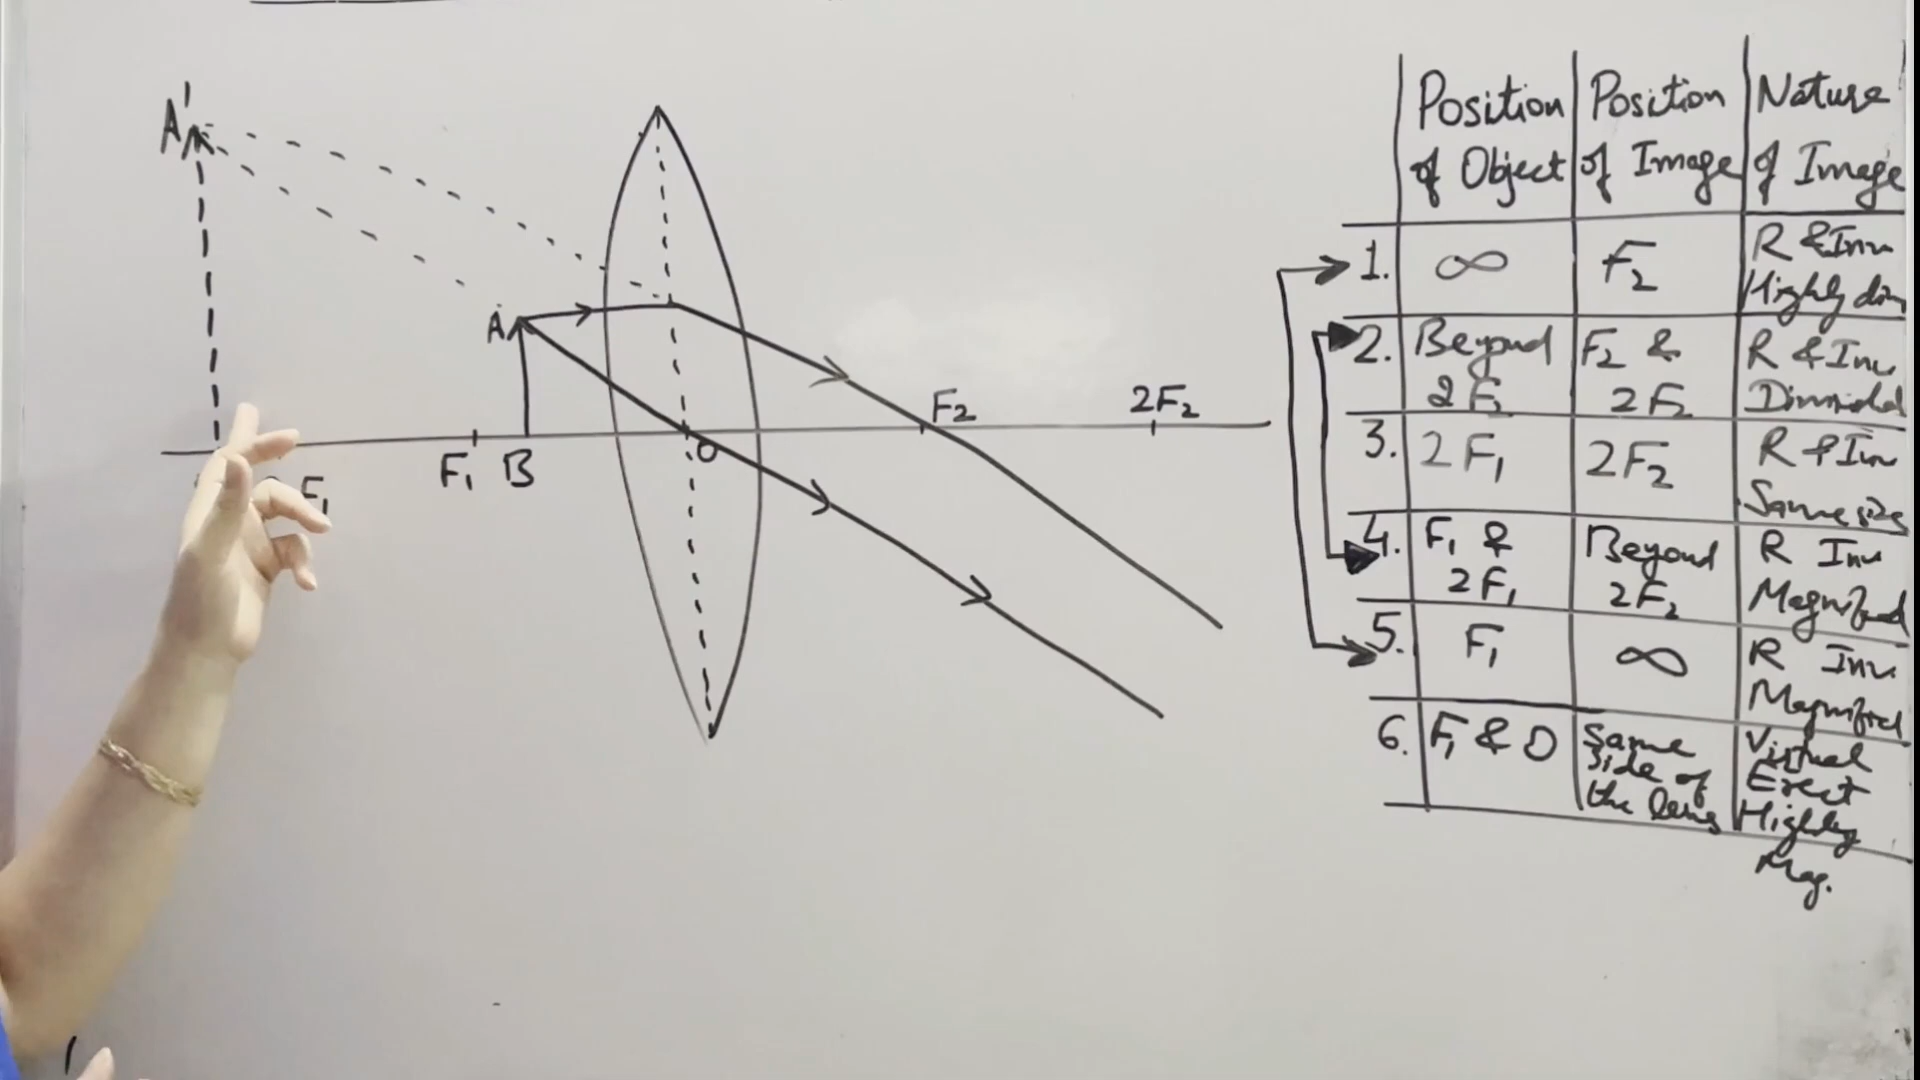 A'
A
F₂
2F₂
F₁ B
O
F₁
Position of Object
Position of Image
Nature of Image
1. ∞ F₂ R & Inv Highly dim
2. Beyond 2F₁ F₂ & 2F₂ R & Inv
3. 2F₁ 2F₂ R & Inv Same size
4. F₁ & 2F₁ Beyond 2F₂ R Inv Magnified
5. F₁ ∞ R Inv Magnified
6. F₁ & O Same side of the lens Virtual Erect Highly Mag.